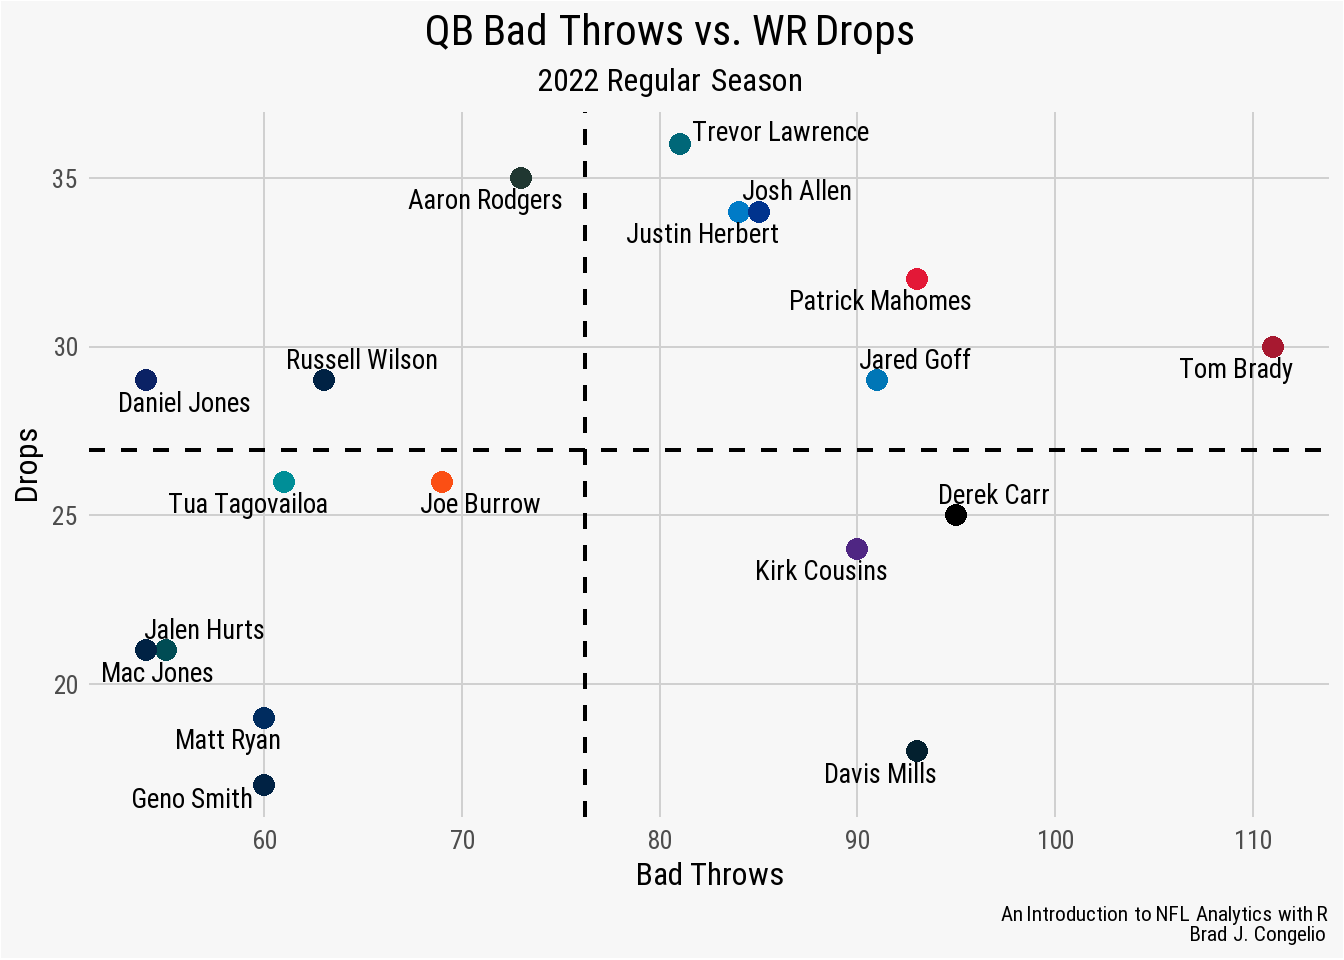 QB Bad Throws vs. WR Drops
2022 Regular Season
Trevor Lawrence
35
Aaron Rodgers
Josh Allen
Justin Herbert
Patrick Mahomes
30
Russell Wilson
Jared Goff
Tom Brady
Daniel Jones
Drops
Tua Tagovailoa
Joe Burrow
Derek Carr
25
Kirk Cousins
Jalen Hurts
Mac Jones
20
Matt Ryan
Davis Mills
Geno Smith
60 70 80 90 100 110
Bad Throws
An Introduction to NFL Analytics with R
Brad J. Congelio